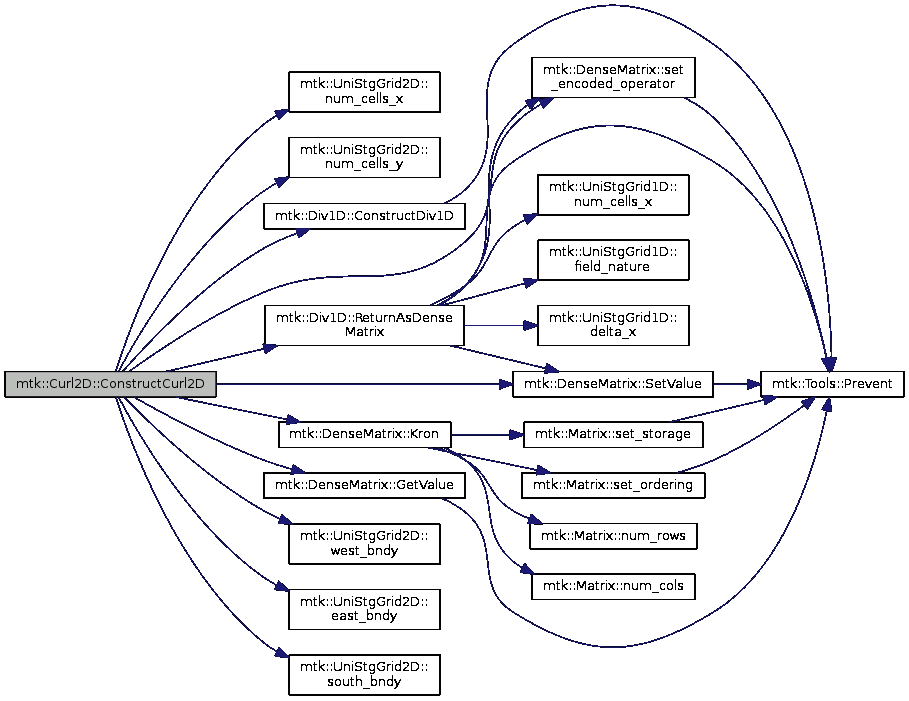 mtk::Curl2D::ConstructCurl2D
mtk::UniStgGrid2D::
num_cells_x
mtk::UniStgGrid2D::
num_cells_y
mtk::Div1D::ConstructDiv1D
mtk::Div1D::ReturnAsDense
Matrix
mtk::DenseMatrix::Kron
mtk::DenseMatrix::GetValue
mtk::UniStgGrid2D::
west_bndy
mtk::UniStgGrid2D::
east_bndy
mtk::UniStgGrid2D::
south_bndy
mtk::DenseMatrix::set
_encoded_operator
mtk::UniStgGrid1D::
num_cells_x
mtk::UniStgGrid1D::
field_nature
mtk::UniStgGrid1D::
delta_x
mtk::DenseMatrix::SetValue
mtk::Matrix::set_storage
mtk::Matrix::set_ordering
mtk::Matrix::num_rows
mtk::Matrix::num_cols
mtk::Tools::Prevent